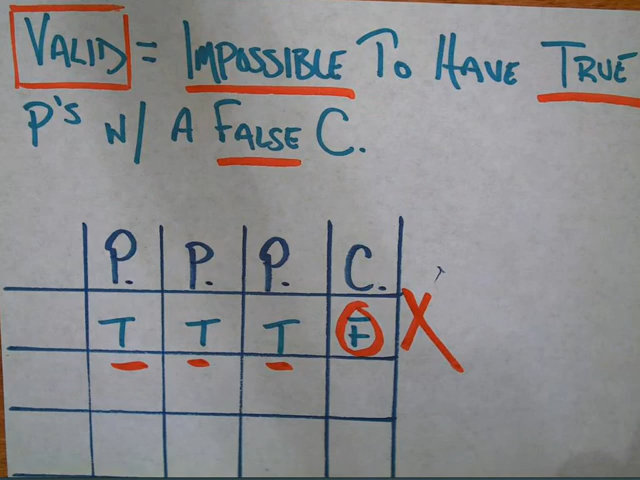 VALID = IMPOSSIBLE TO HAVE TRUE
P'S W/ A FALSE C.
P. P. P. C.
T T T F X